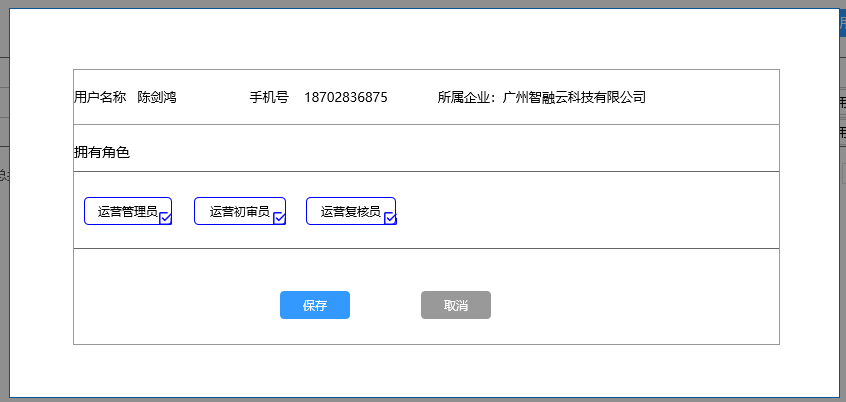 用户名称 陈剑鸿 手机号 18702836875 所属企业：广州智融云科技有限公司
拥有角色
运营管理员 运营初审员 运营复核员
保存 取消